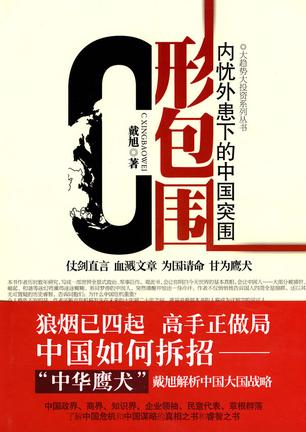 ◎大趋势大投资系列丛书
C形包围
内忧外患下的中国突围
C XINGBAOWEI
戴旭◎著
仗剑直言 血溅文章 为国请命 甘为鹰犬
狼烟已四起 高手正做局
中国如何拆招——
“中华鹰犬”戴旭解析中国大国战略
中国政界、商界、知识界、企业领袖、民意代表、草根群落
了解中国危机和中国谋略的真相之书和睿智之书